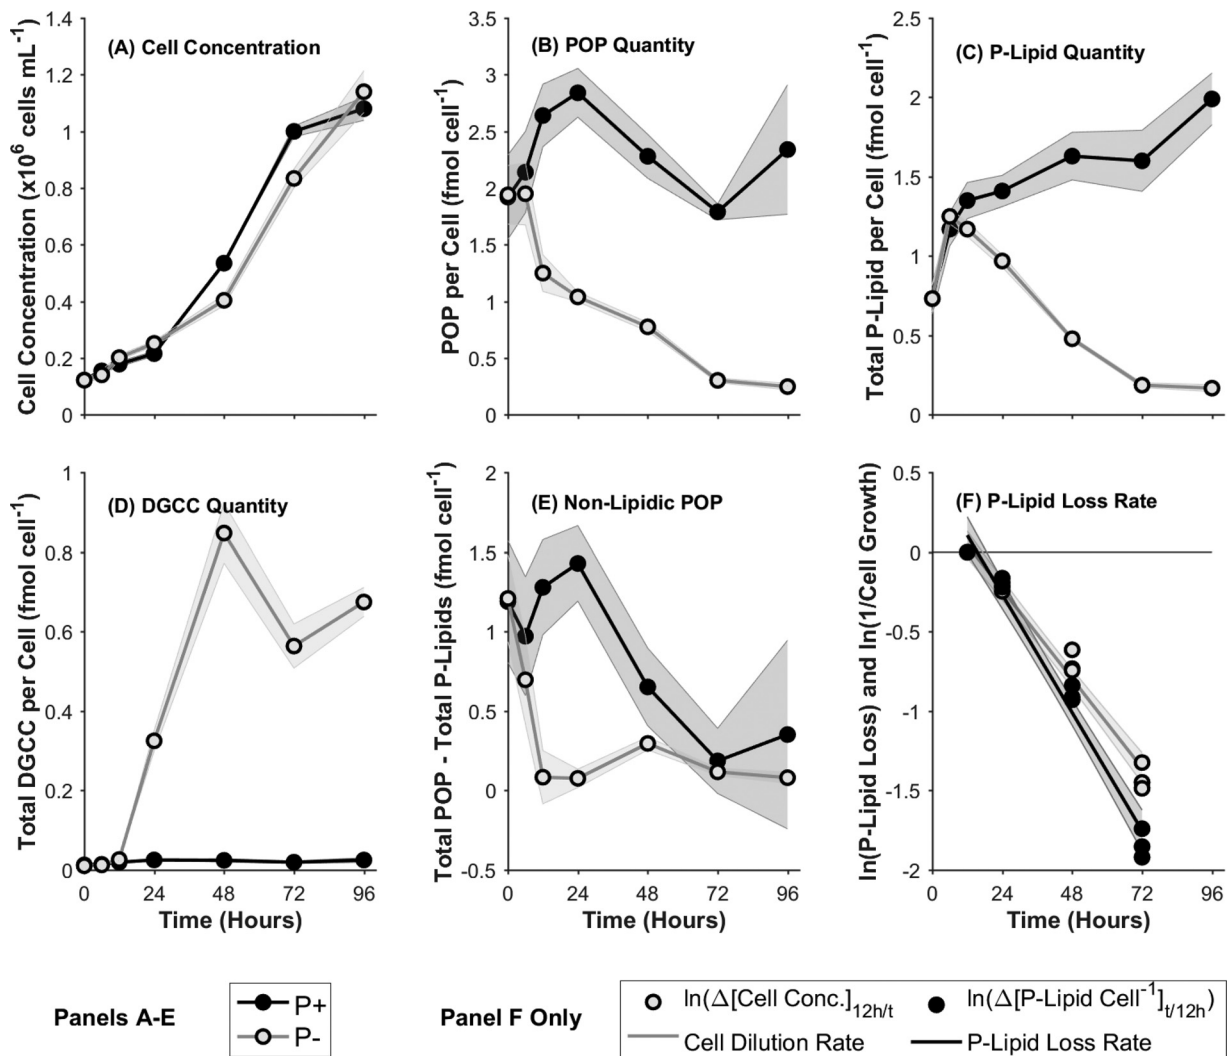 (A) Cell Concentration
Cell Concentration (x10⁶ cells mL⁻¹)
1.4
1.2
1
0.8
0.6
0.4
0.2
0
(B) POP Quantity
POP per Cell (fmol cell⁻¹)
3.5
3
2.5
2
1.5
1
0.5
0
(C) P-Lipid Quantity
Total P-Lipid per Cell (fmol cell⁻¹)
2.5
2
1.5
1
0.5
0
(D) DGCC Quantity
Total DGCC per Cell (fmol cell⁻¹)
1
0.8
0.6
0.4
0.2
0
0 24 48 72 96
Time (Hours)
(E) Non-Lipidic POP
Total POP - Total P-Lipids (fmol cell⁻¹)
2
1.5
1
0.5
0
-0.5
0 24 48 72 96
Time (Hours)
(F) P-Lipid Loss Rate
ln(P-Lipid Loss) and ln(1/Cell Growth)
0.5
0
-0.5
-1
-1.5
-2
0 24 48 72 96
Time (Hours)
Panels A-E
P+
P-
Panel F Only
ln(Δ[Cell Conc.]12h/t)
ln(Δ[P-Lipid Cell⁻¹]t/12h)
Cell Dilution Rate
P-Lipid Loss Rate